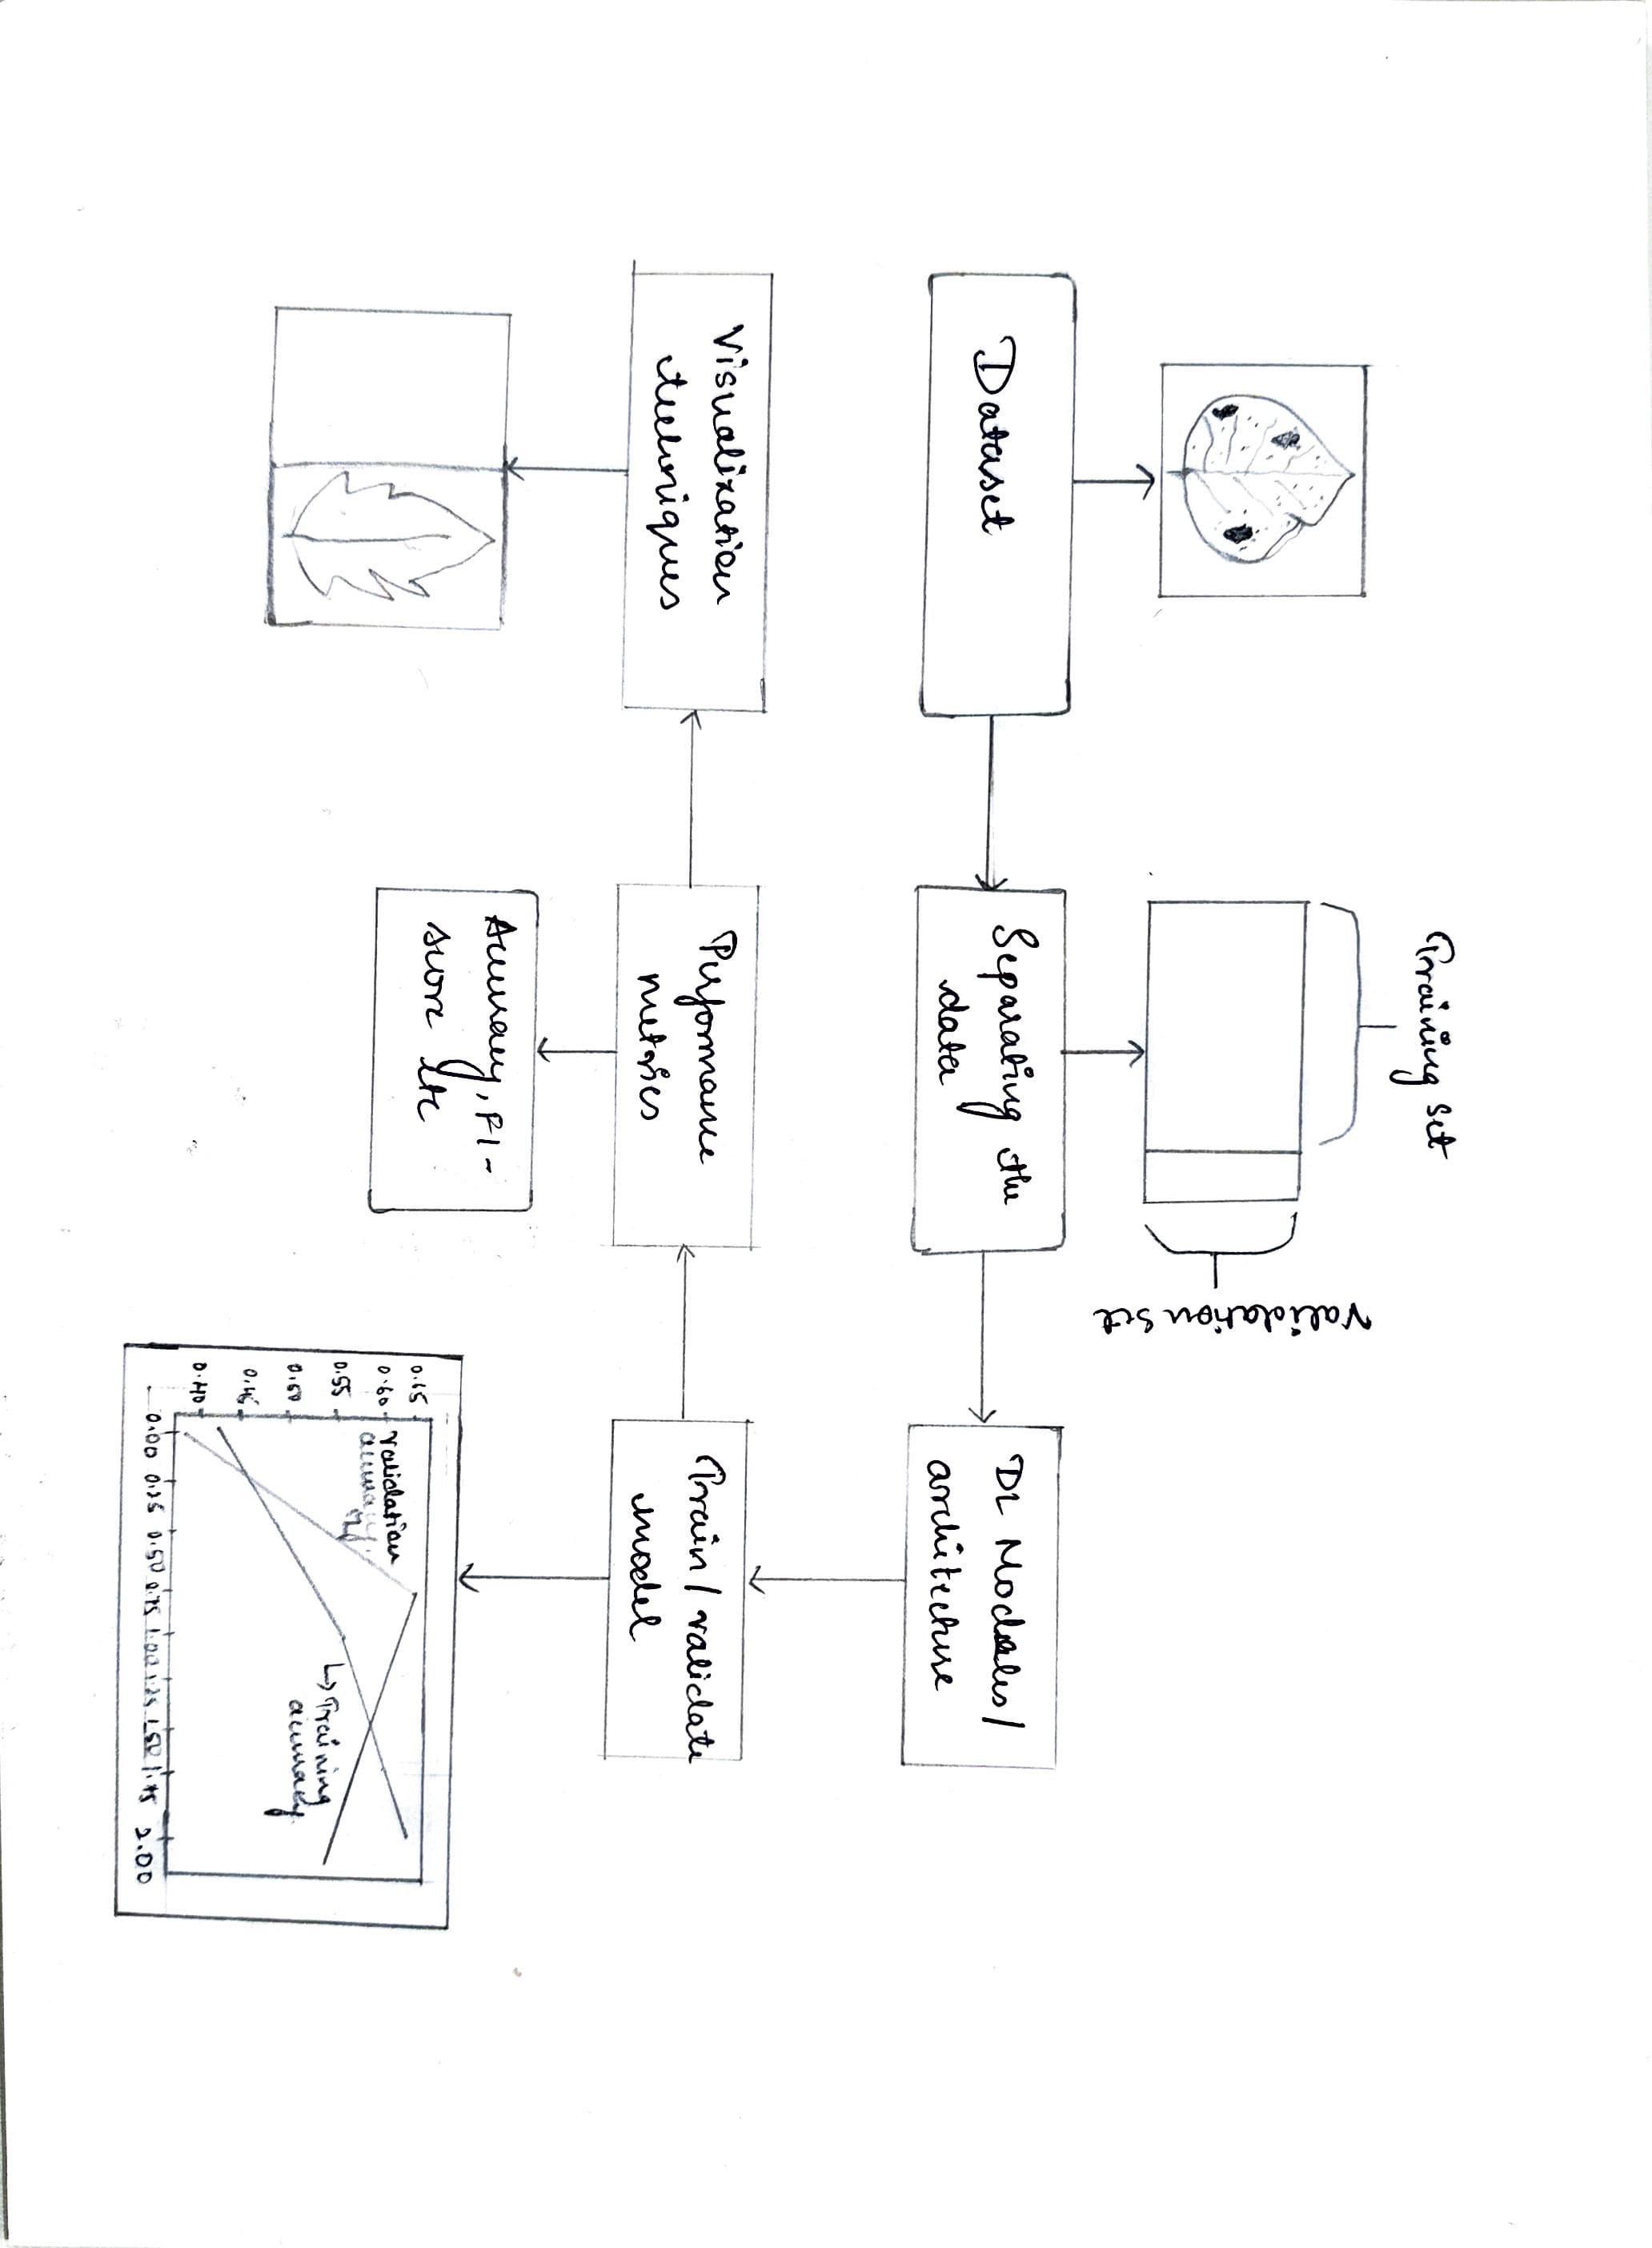 Training set
Validation set
Dataset
Separating the
data
DL Modales/
architecture
Visualization
techniques
Performance
metrics
Train/validate
model
Accuracy, F1-
score etc
0.65
0.60
0.55
0.50
0.45
0.40
Validation
accuracy.
↳ Training
accuracy.
0.00 0.25 0.50 0.75 1.00 1.25 1.50 1.75 2.00